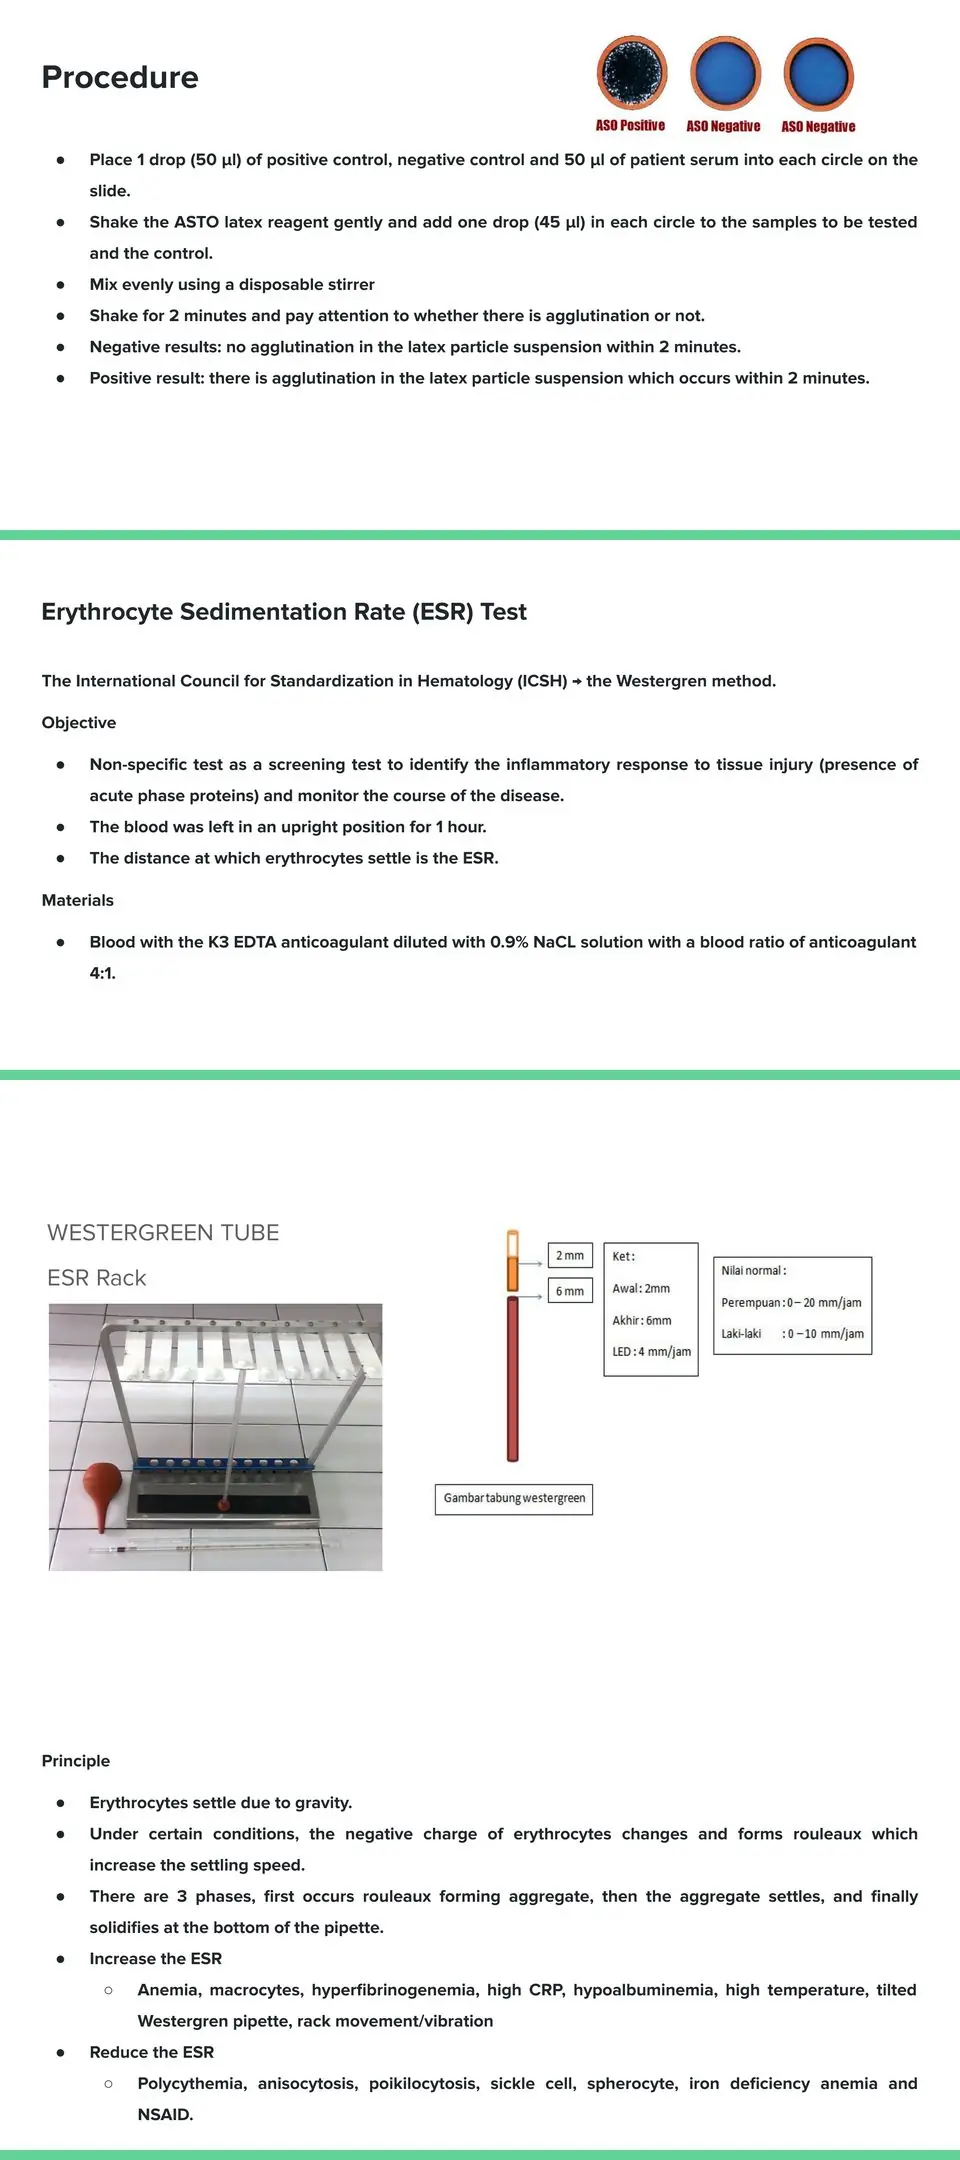 Procedure
ASO Positive
ASO Negative
ASO Negative
● Place 1 drop (50 µl) of positive control, negative control and 50 µl of patient serum into each circle on the
slide.
● Shake the ASTO latex reagent gently and add one drop (45 µl) in each circle to the samples to be tested
and the control.
● Mix evenly using a disposable stirrer
● Shake for 2 minutes and pay attention to whether there is agglutination or not.
● Negative results: no agglutination in the latex particle suspension within 2 minutes.
● Positive result: there is agglutination in the latex particle suspension which occurs within 2 minutes.
Erythrocyte Sedimentation Rate (ESR) Test
The International Council for Standardization in Hematology (ICSH) → the Westergren method.
Objective
● Non-specific test as a screening test to identify the inflammatory response to tissue injury (presence of
acute phase proteins) and monitor the course of the disease.
● The blood was left in an upright position for 1 hour.
● The distance at which erythrocytes settle is the ESR.
Materials
● Blood with the K3 EDTA anticoagulant diluted with 0.9% NaCL solution with a blood ratio of anticoagulant
4:1.
WESTERGREEN TUBE
ESR Rack
2 mm
6 mm
Ket :
Awal : 2mm
Akhir : 6mm
LED : 4 mm/jam
Nilai normal :
Perempuan : 0 – 20 mm/jam
Laki-laki : 0 – 10 mm/jam
Gambar tabung westergreen
Principle
● Erythrocytes settle due to gravity.
● Under certain conditions, the negative charge of erythrocytes changes and forms rouleaux which
increase the settling speed.
● There are 3 phases, first occurs rouleaux forming aggregate, then the aggregate settles, and finally
solidifies at the bottom of the pipette.
● Increase the ESR
○ Anemia, macrocytes, hyperfibrinogenemia, high CRP, hypoalbuminemia, high temperature, tilted
Westergren pipette, rack movement/vibration
● Reduce the ESR
○ Polycythemia, anisocytosis, poikilocytosis, sickle cell, spherocyte, iron deficiency anemia and
NSAID.